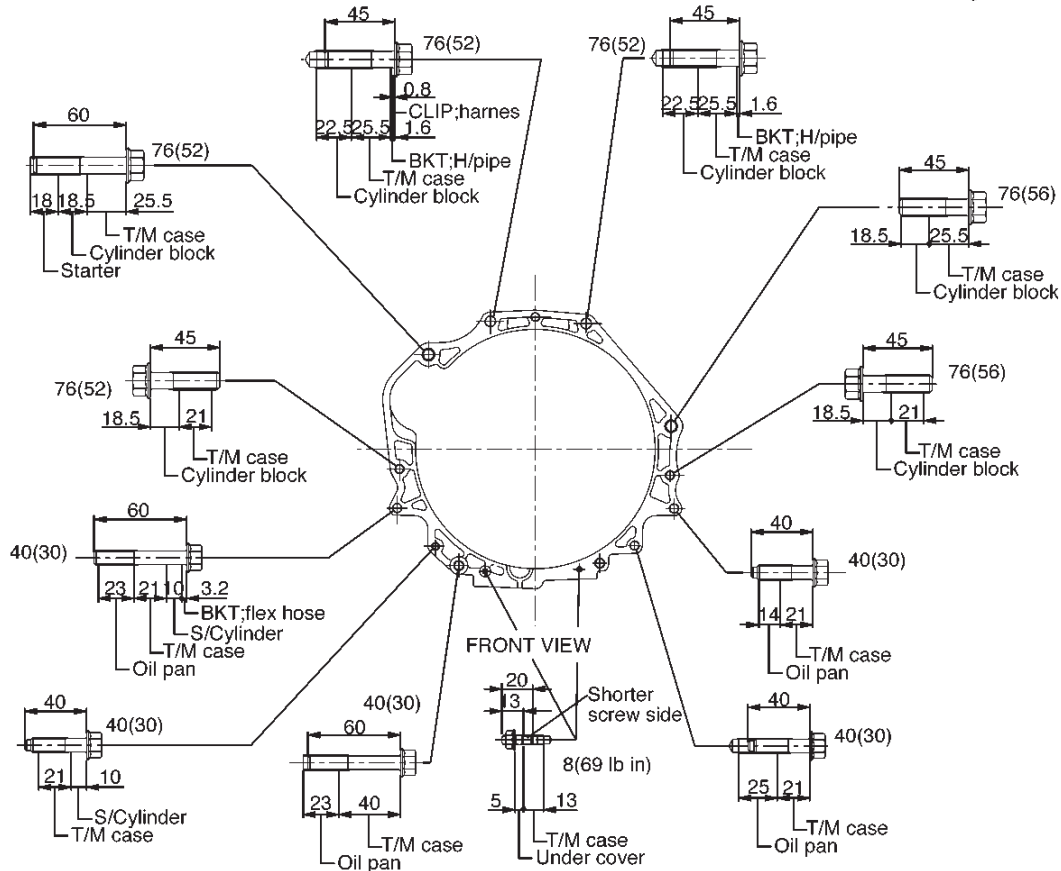 45
76(52)
0.8
CLIP;harnes
22.5 25.5 1.6
BKT;H/pipe
T/M case
Cylinder block
45
76(52)
22.5 25.5 1.6
BKT;H/pipe
T/M case
Cylinder block
60
76(52)
18 18.5 25.5
T/M case
Cylinder block
Starter
45
76(56)
18.5 25.5
T/M case
Cylinder block
45
76(52)
18.5 21
T/M case
Cylinder block
45
76(56)
18.5 21
T/M case
Cylinder block
60
40(30)
23 21 10 3.2
BKT;flex hose
S/Cylinder
T/M case
Oil pan
40
40(30)
14 21
T/M case
Oil pan
FRONT VIEW
40
40(30)
21 10
S/Cylinder
T/M case
40(30)
60
23 40
T/M case
Oil pan
20
13
Shorter
screw side
8(69 lb in)
5 13
T/M case
Under cover
40
40(30)
25 21
T/M case
Oil pan